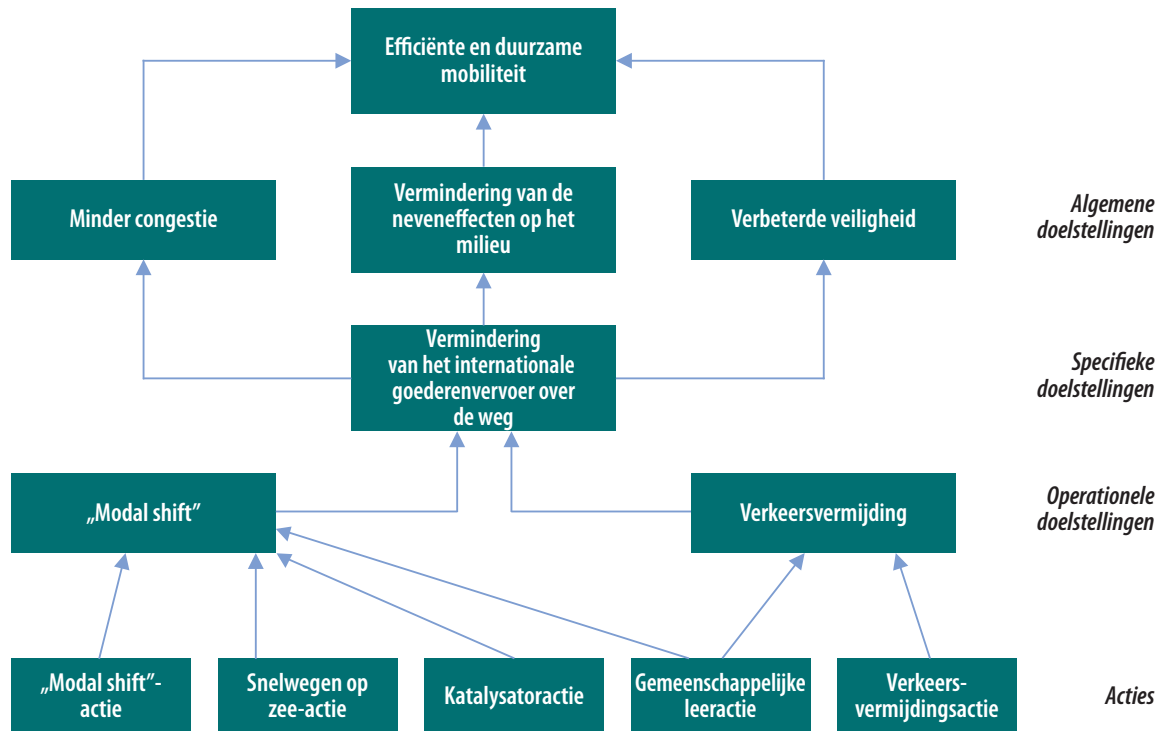 Efficiënte en duurzame
mobiliteit
Minder congestie
Vermindering van de
neveneffecten op het
milieu
Verbeterde veiligheid
Algemene
doelstellingen
Vermindering
van het internationale
goederenvervoer over
de weg
Specifieke
doelstellingen
„Modal shift”
Verkeersvermijding
Operationele
doelstellingen
„Modal shift”-
actie
Snelwegen op
zee-actie
Katalysatoractie
Gemeenschappelijke
leeractie
Verkeers-
vermijdingsactie
Acties